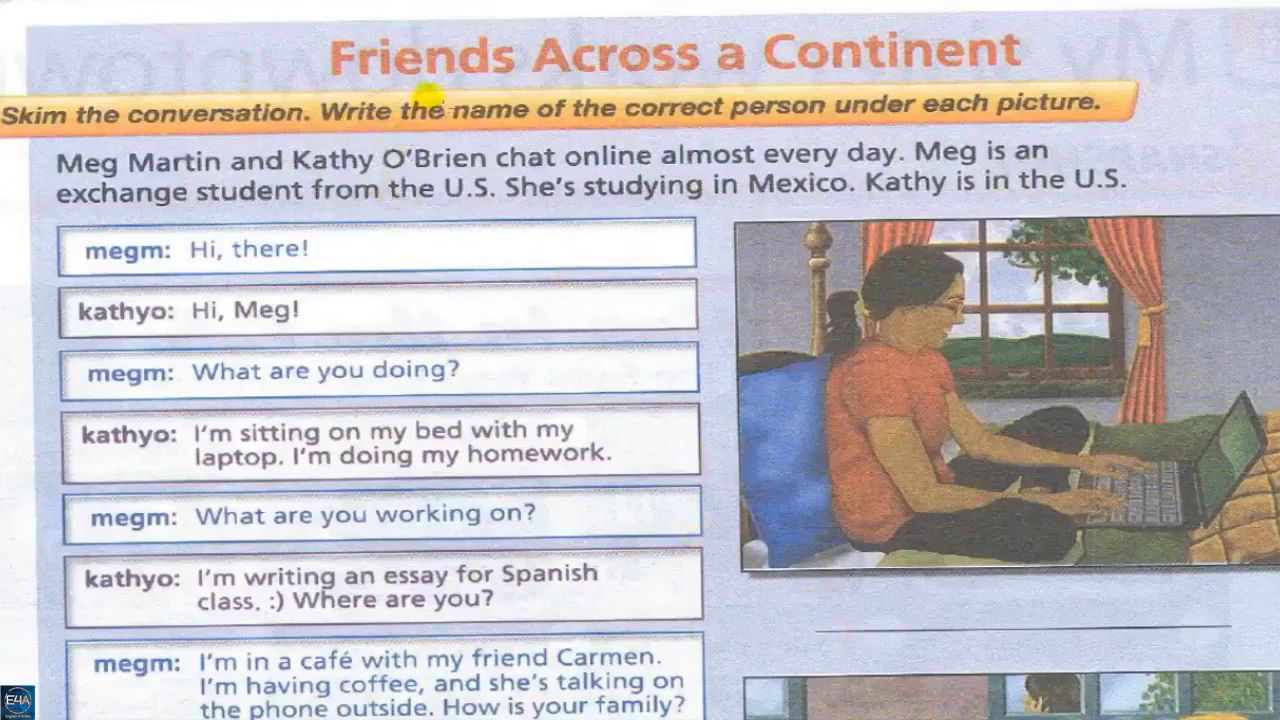 Friends Across a Continent
Skim the conversation. Write the name of the correct person under each picture.
Meg Martin and Kathy O'Brien chat online almost every day. Meg is an
exchange student from the U.S. She's studying in Mexico. Kathy is in the U.S.
megm: Hi, there!
kathyo: Hi, Meg!
megm: What are you doing?
kathyo: I'm sitting on my bed with my
laptop. I'm doing my homework.
megm: What are you working on?
kathyo: I'm writing an essay for Spanish
class. :) Where are you?
megm: I'm in a café with my friend Carmen.
I'm having coffee, and she's talking on
the phone outside. How is your family?
E4A